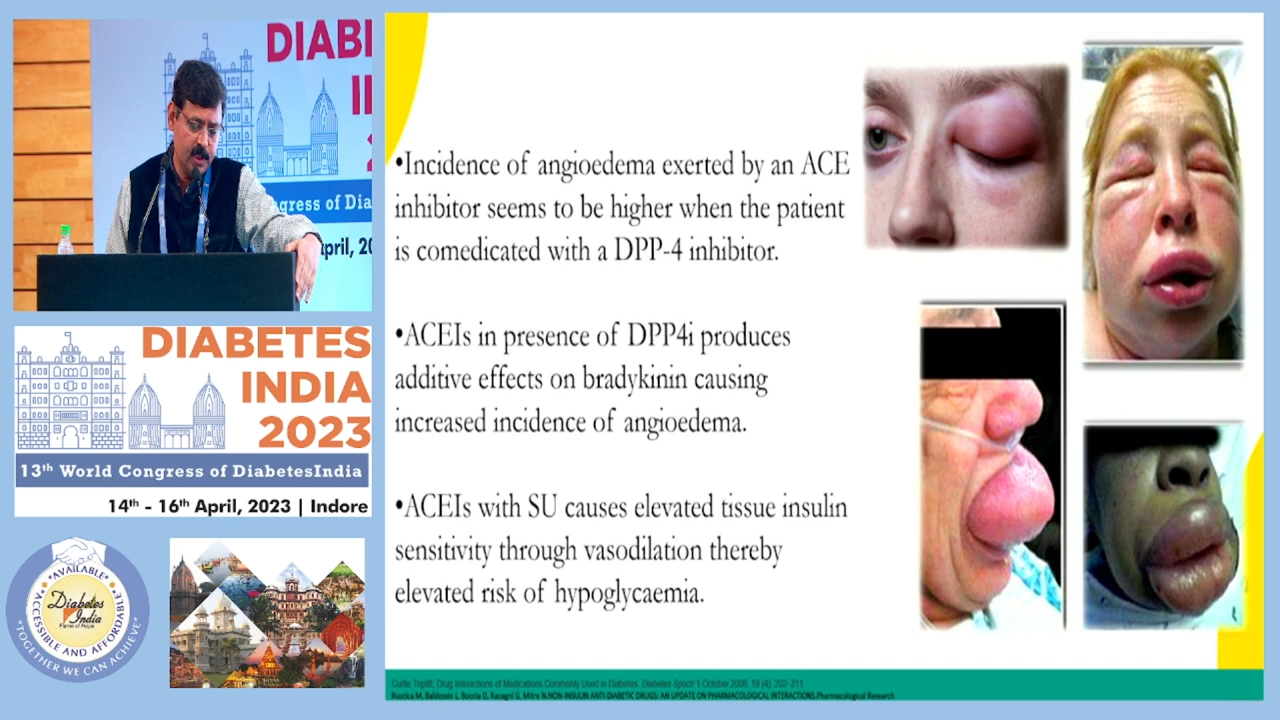 DIABI
II
2
ngress of Dia
April, 20
DIABETES
INDIA
2023
13th World Congress of DiabetesIndia
14th - 16th April, 2023 | Indore
"AVAILABLE"
"ACCESSIBLE AND AFFORDABLE"
Diabetes
India
"TOGETHER WE CAN ACHIEVE"
•Incidence of angioedema exerted by an ACE
inhibitor seems to be higher when the patient
is comedicated with a DPP-4 inhibitor.
•ACEIs in presence of DPP4i produces
additive effects on bradykinin causing
increased incidence of angioedema.
•ACEIs with SU causes elevated tissue insulin
sensitivity through vasodilation thereby
elevated risk of hypoglycaemia.
Curtis Triplitt; Drug Interactions of Medications Commonly Used in Diabetes. Diabetes Spectr 1 October 2006; 19 (4): 202–211
Ruscica M, Baldessin L, Boccia D, Racagni G, Mitro N.NON-INSULIN ANTI-DIABETIC DRUGS: AN UPDATE ON PHARMACOLOGICAL INTERACTIONS.Pharmacological Research